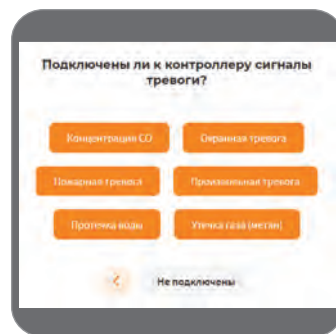 Подключены ли к контроллеру сигналы
тревоги?
Концентрация CO
Охранная тревога
Пожарная тревога
Произвольная тревога
Протечка воды
Утечка газа (метан)
Не подключены